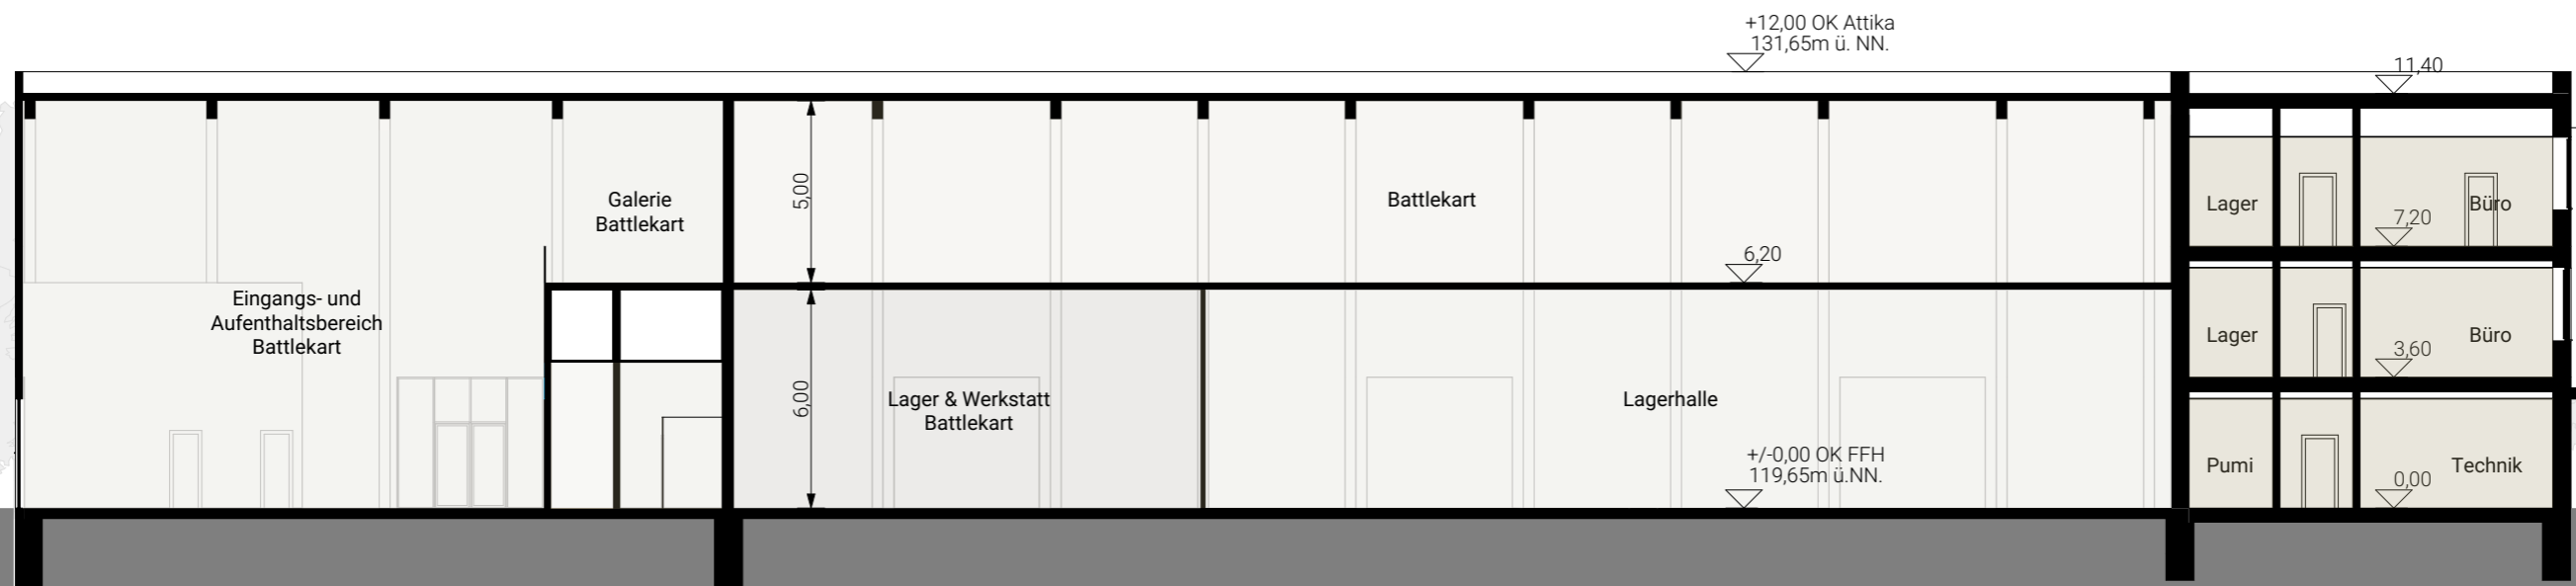 +12,00 OK Attika
131,65m ü. NN.
11,40
5,00
Galerie
Battlekart
Battlekart
Lager
Büro
7,20
6,20
Eingangs- und
Aufenthaltsbereich
Battlekart
Lager
Büro
3,60
6,00
Lager & Werkstatt
Battlekart
Lagerhalle
+/-0,00 OK FFH
119,65m ü.NN.
Pumi
Technik
0,00